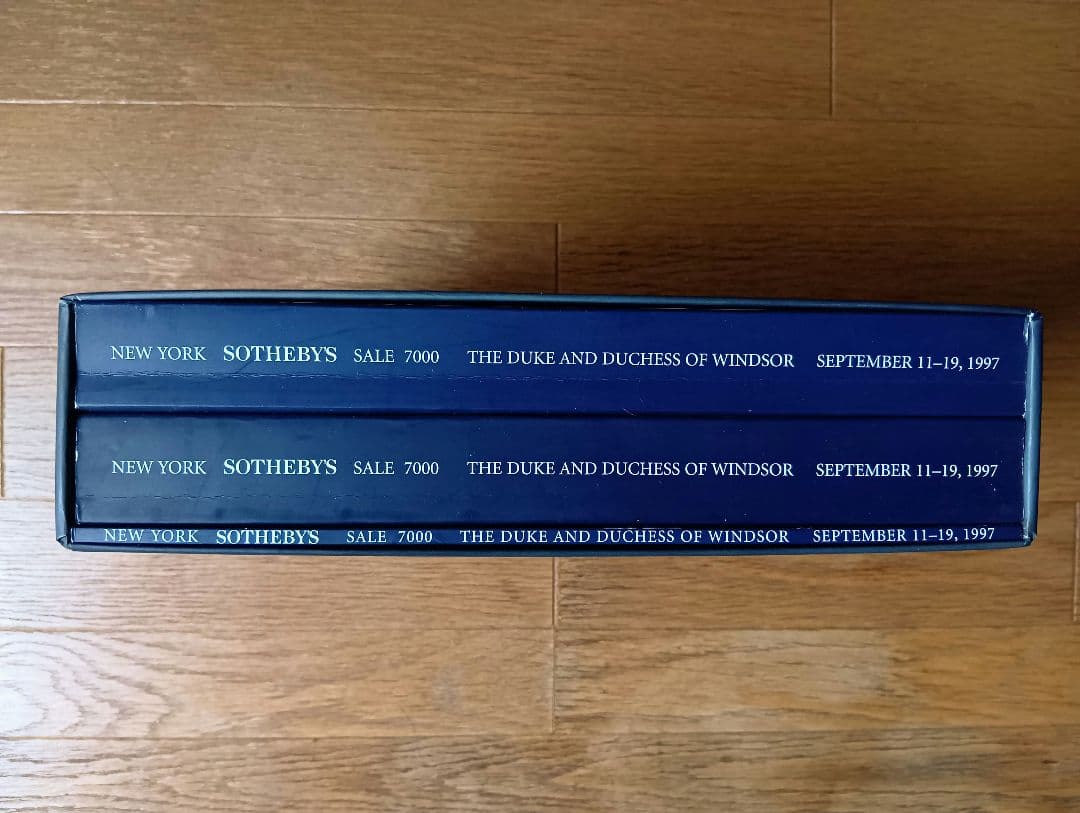 NEW YORK SOTHEBY'S SALE 7000 THE DUKE AND DUCHESS OF WINDSOR SEPTEMBER 11–19, 1997
NEW YORK SOTHEBY'S SALE 7000 THE DUKE AND DUCHESS OF WINDSOR SEPTEMBER 11–19, 1997
NEW YORK SOTHEBY'S SALE 7000 THE DUKE AND DUCHESS OF WINDSOR SEPTEMBER 11–19, 1997